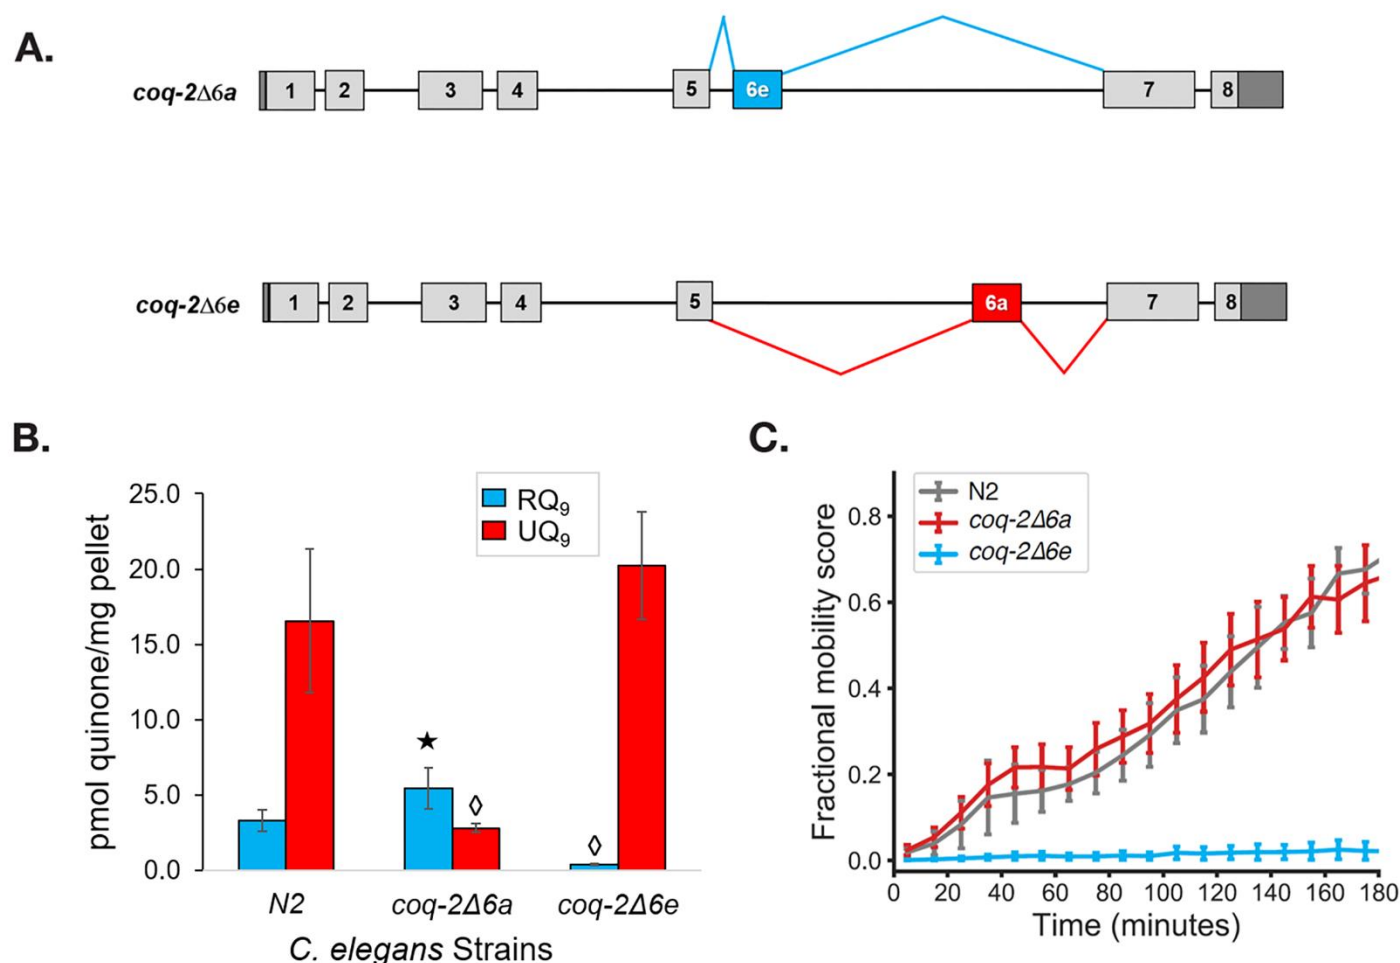 A.
coq-2Δ6a
1 2 3 4 5 6e 7 8
coq-2Δ6e
1 2 3 4 5 6a 7 8
B.
pmol quinone/mg pellet
25.0
20.0
15.0
10.0
5.0
0.0
RQ₉
UQ₉
★
◊
◊
N2 coq-2Δ6a coq-2Δ6e
C. elegans Strains
C.
Fractional mobility score
0.8
0.6
0.4
0.2
0.0
N2
coq-2Δ6a
coq-2Δ6e
0 20 40 60 80 100 120 140 160 180
Time (minutes)